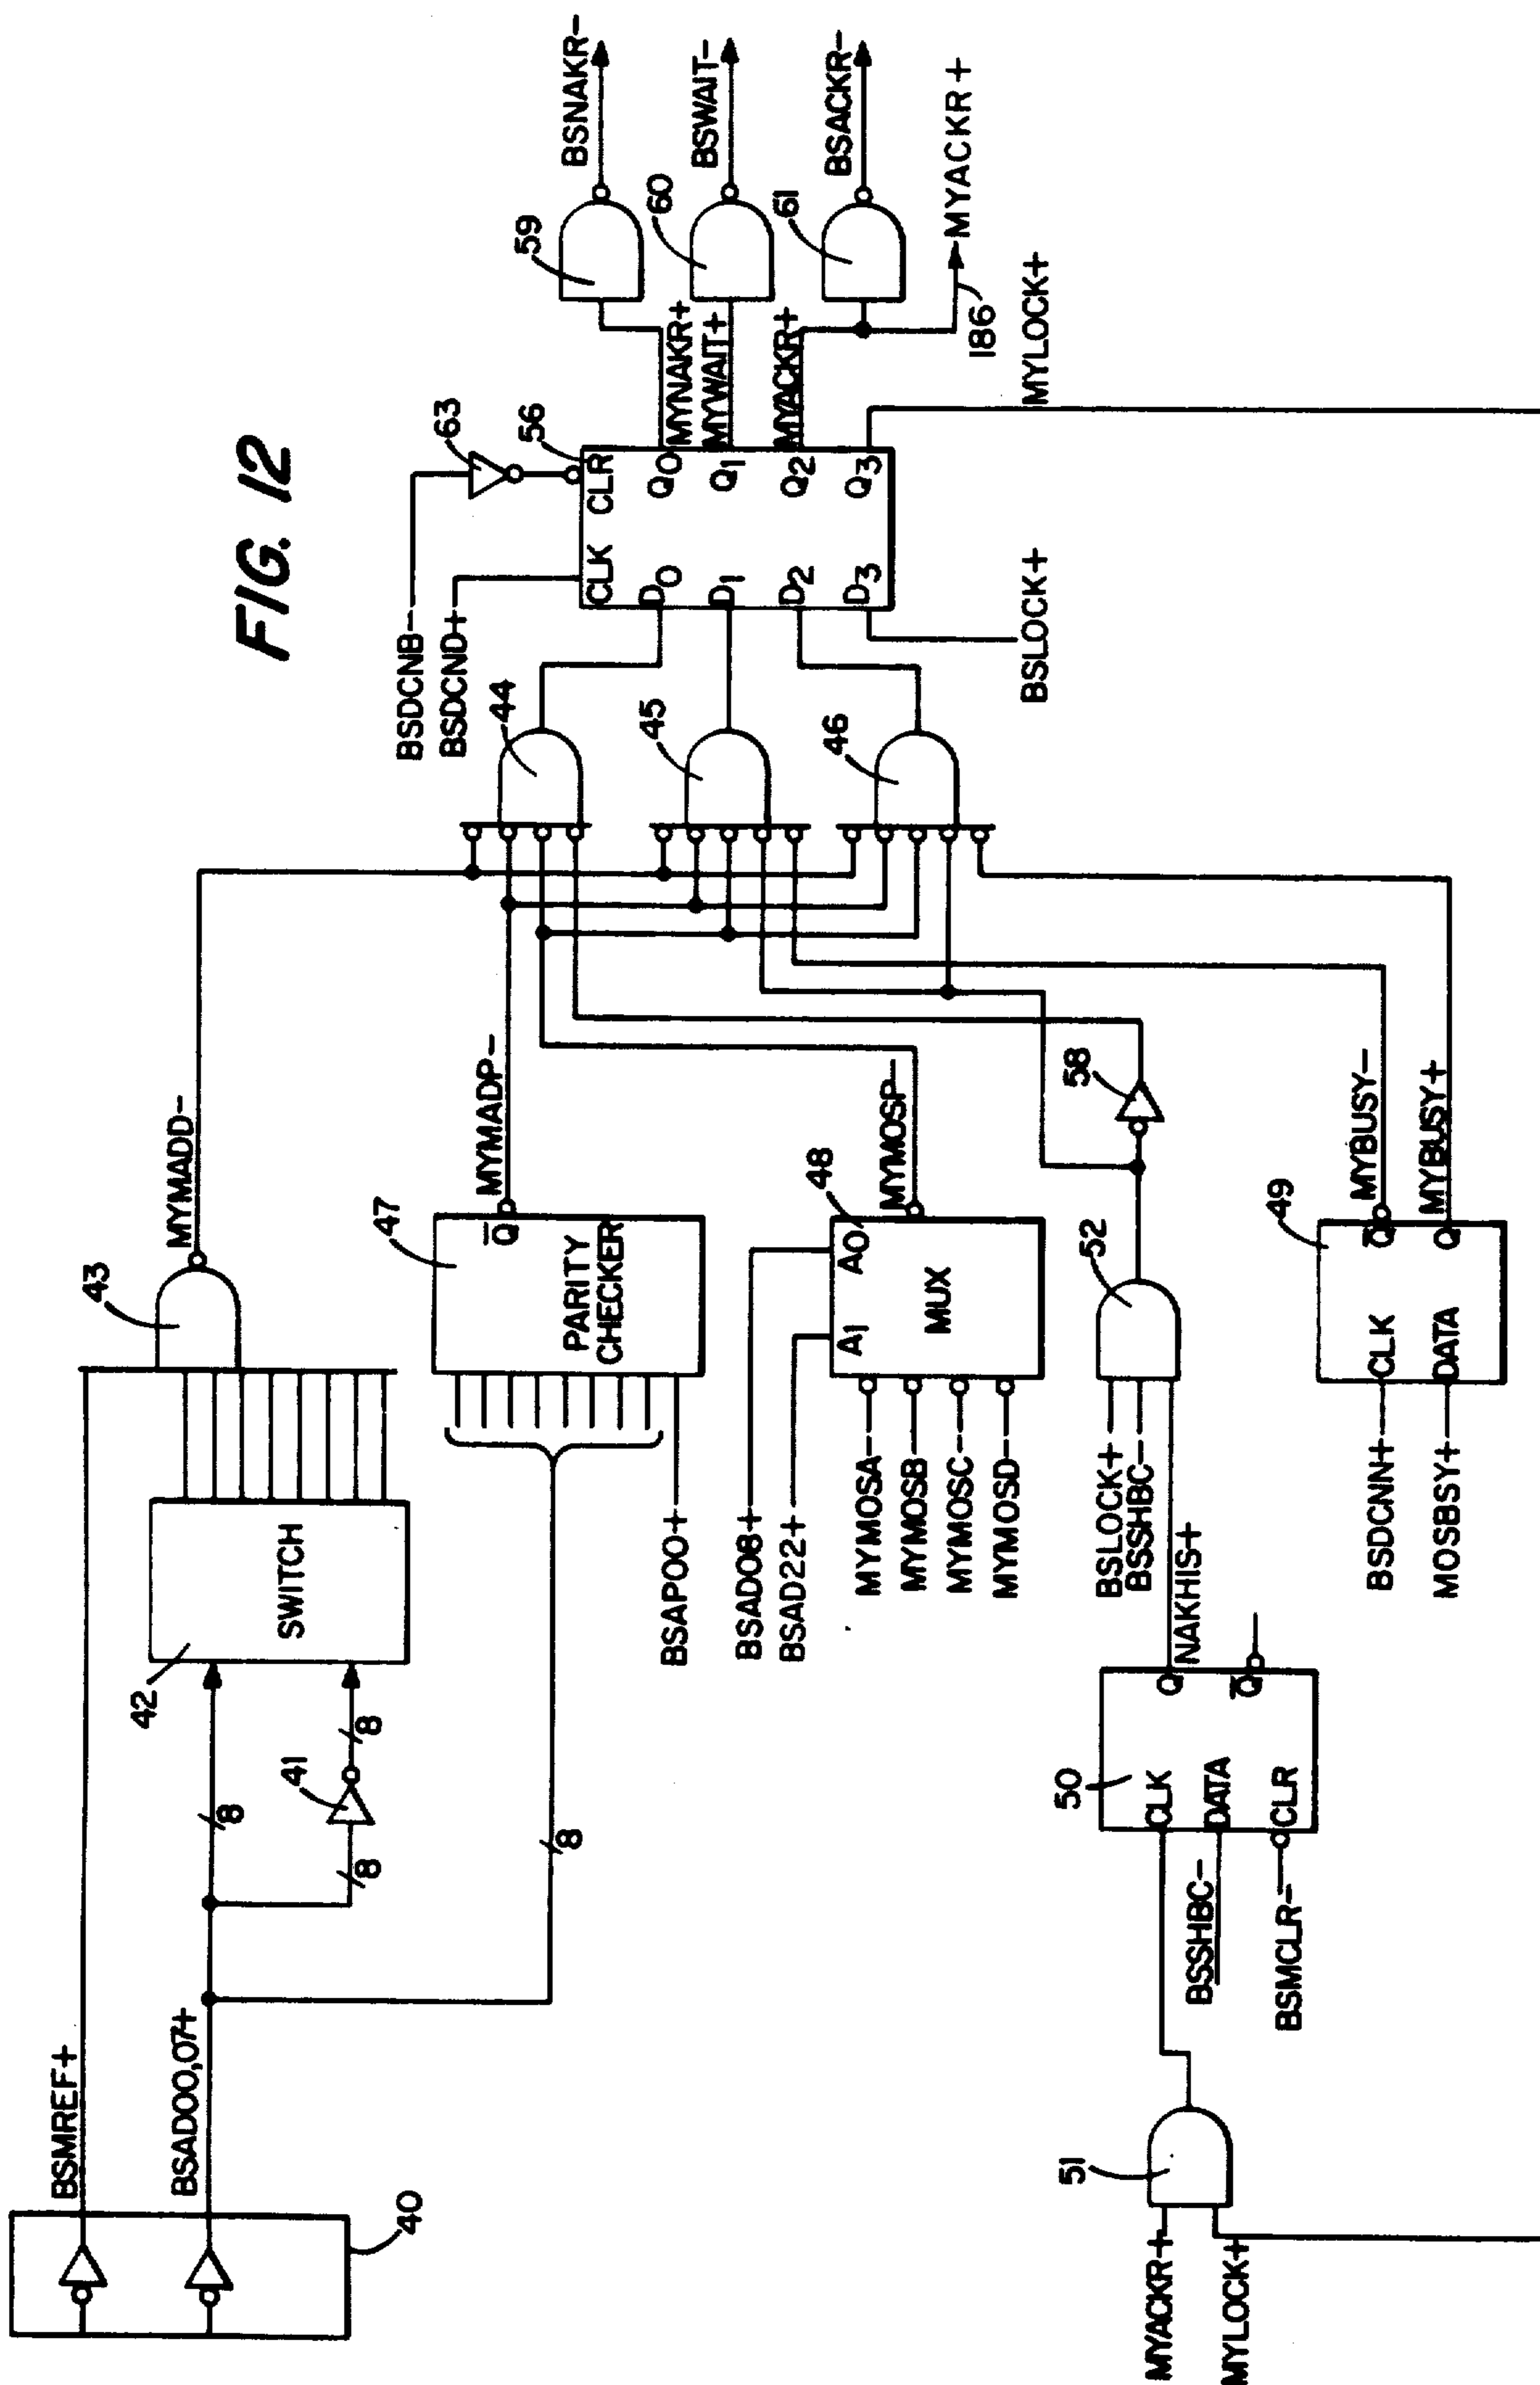 FIG. 12
BSMREF+
BSAD00,07+
40
41
8
8
8
8
42
SWITCH
43
MYMADD-
47
PARITY
CHECKER
Q
MYMADP-
BSAP00+
BSAD08+
BSAD22+
MYMOSA-
MYMOSB-
MYMOSC-
MYMOSD-
A1
A0
MUX
48
MYMOSP-
MYACKR+
MYLOCK+
51
50
CLK
DATA
CLR
Q
Q
BSSHBC-
BSMCLR-
NAKHIS+
BSLOCK+
BSSHBC-
52
58
BSDCNN+
MOSBSY+
CLK
DATA
49
Q
Q
MYBUSY-
MYBUSY+
44
45
46
BSDCNB-
BSDCND+
63
56
CLK
CLR
D0
D1
D2
D3
Q0
Q1
Q2
Q3
BSLOCK+
MYNAKR+
MYWAIT+
MYACKR+
MYLOCK+
59
60
61
186
BSNAKR-
BSWAIT-
BSACKR-
MYACKR+